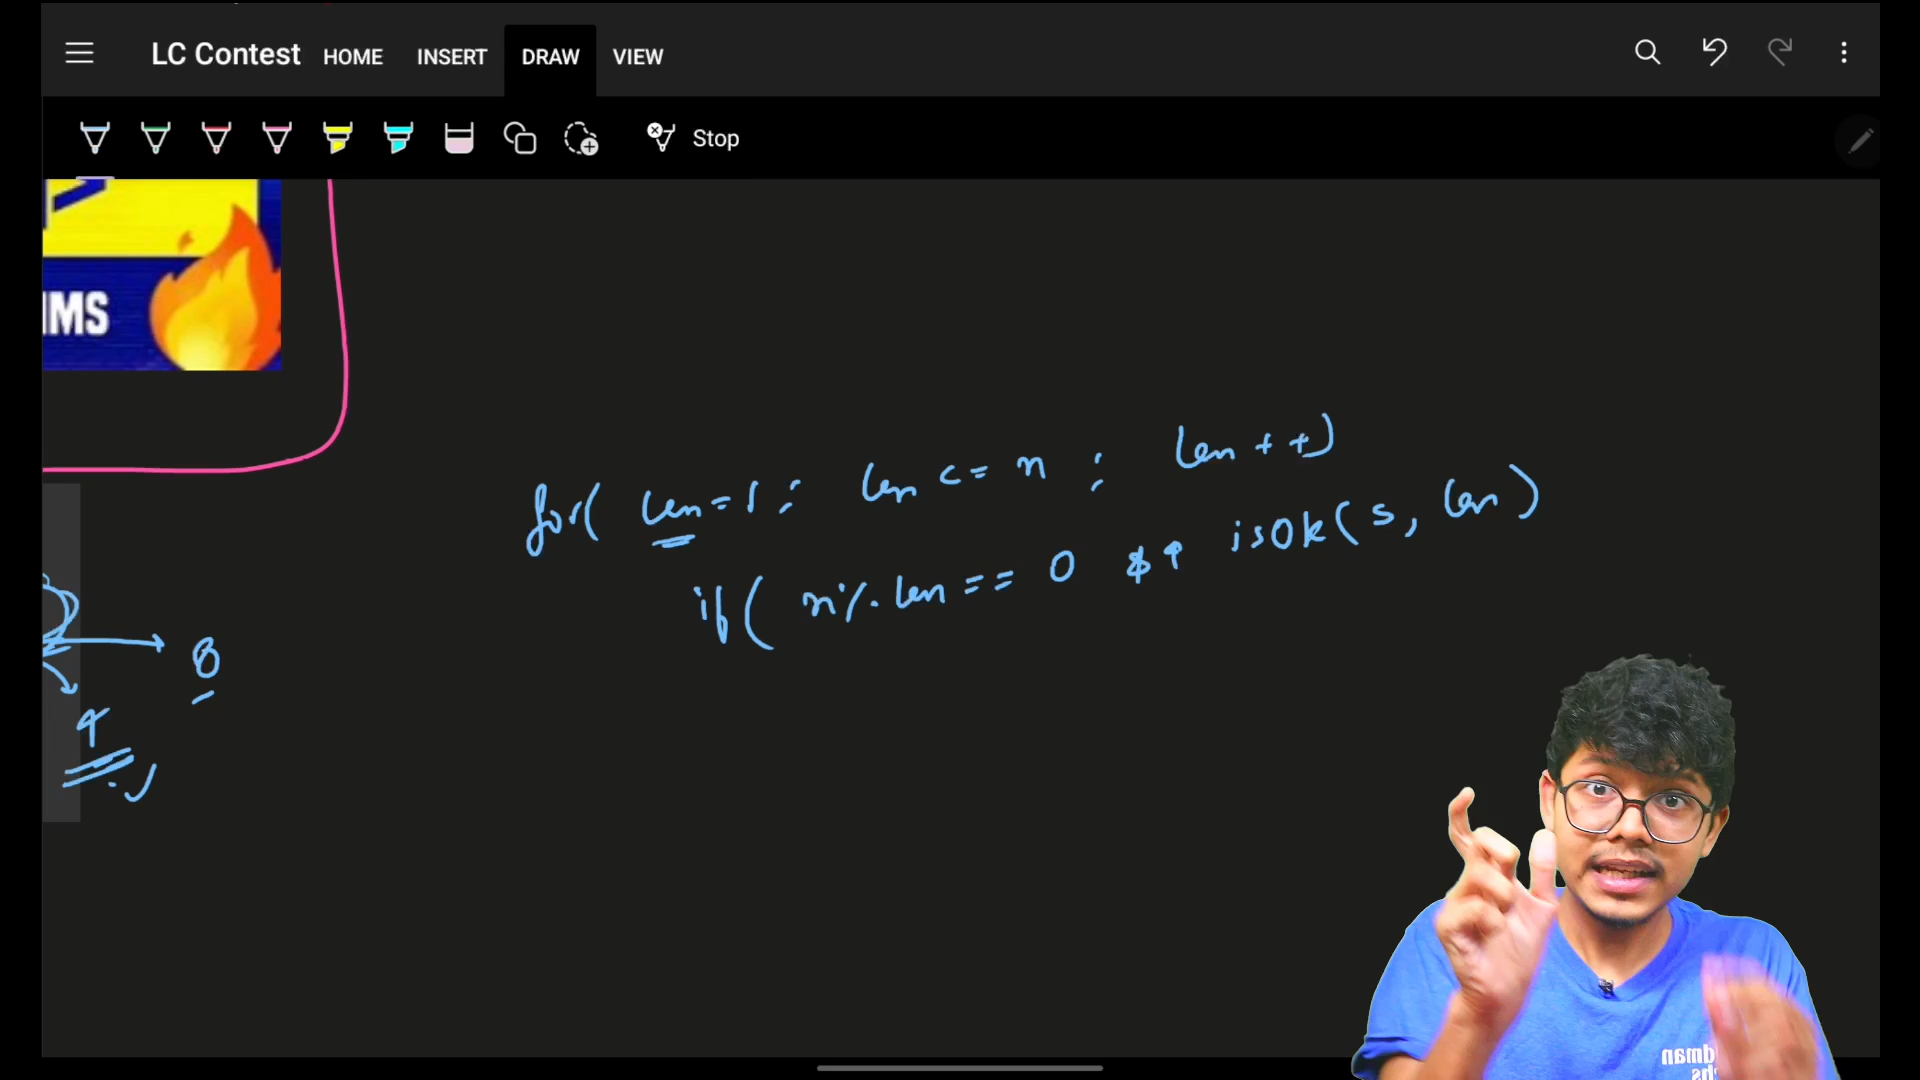 LC Contest HOME INSERT DRAW VIEW
Stop
IMS
for( len=1; len <= n ; len ++)
if( n%len == 0 && isOk(s, len)
8
4